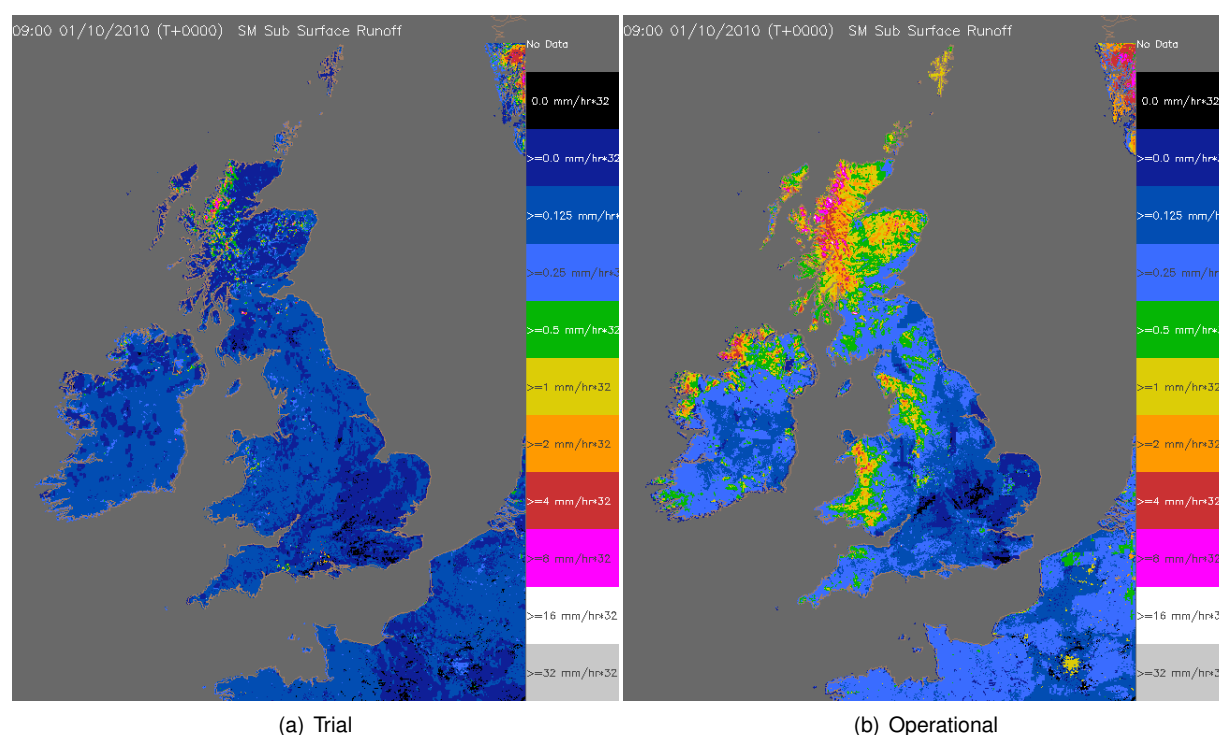 09:00 01/10/2010 (T+0000) SM Sub Surface Runoff
No Data
0.0 mm/hr*32
>=0.0 mm/hr*32
>=0.125 mm/hr*
>=0.25 mm/hr*3
>=0.5 mm/hr*32
>=1 mm/hr*32
>=2 mm/hr*32
>=4 mm/hr*32
>=8 mm/hr*32
>=16 mm/hr*32
>=32 mm/hr*32
(a) Trial
09:00 01/10/2010 (T+0000) SM Sub Surface Runoff
No Data
0.0 mm/hr*32
>=0.0 mm/hr*
>=0.125 mm/h
>=0.25 mm/hr
>=0.5 mm/hr*
>=1 mm/hr*32
>=2 mm/hr*32
>=4 mm/hr*32
>=8 mm/hr*32
>=16 mm/hr*3
>=32 mm/hr*3
(b) Operational